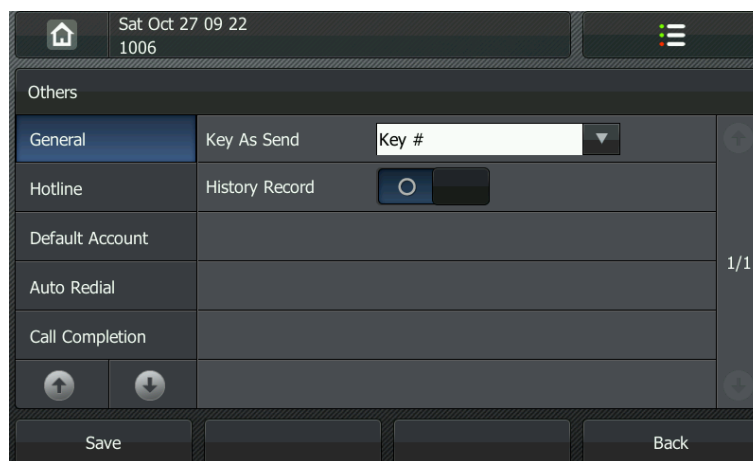 Sat Oct 27 09 22
1006
Others
General
Key As Send
Key #
Hotline
History Record
Default Account
1/1
Auto Redial
Call Completion
Save
Back